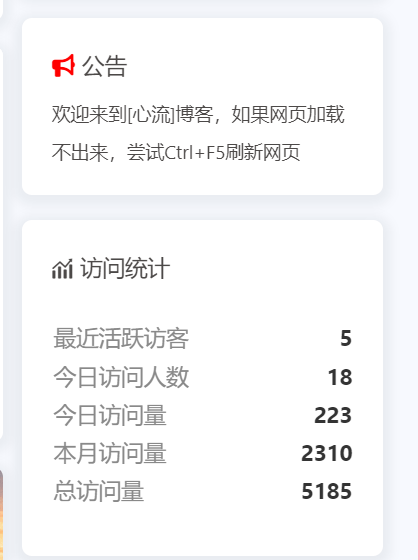 公告
欢迎来到[心流]博客，如果网页加载
不出来，尝试Ctrl+F5刷新网页
访问统计
最近活跃访客 5
今日访问人数 18
今日访问量 223
本月访问量 2310
总访问量 5185